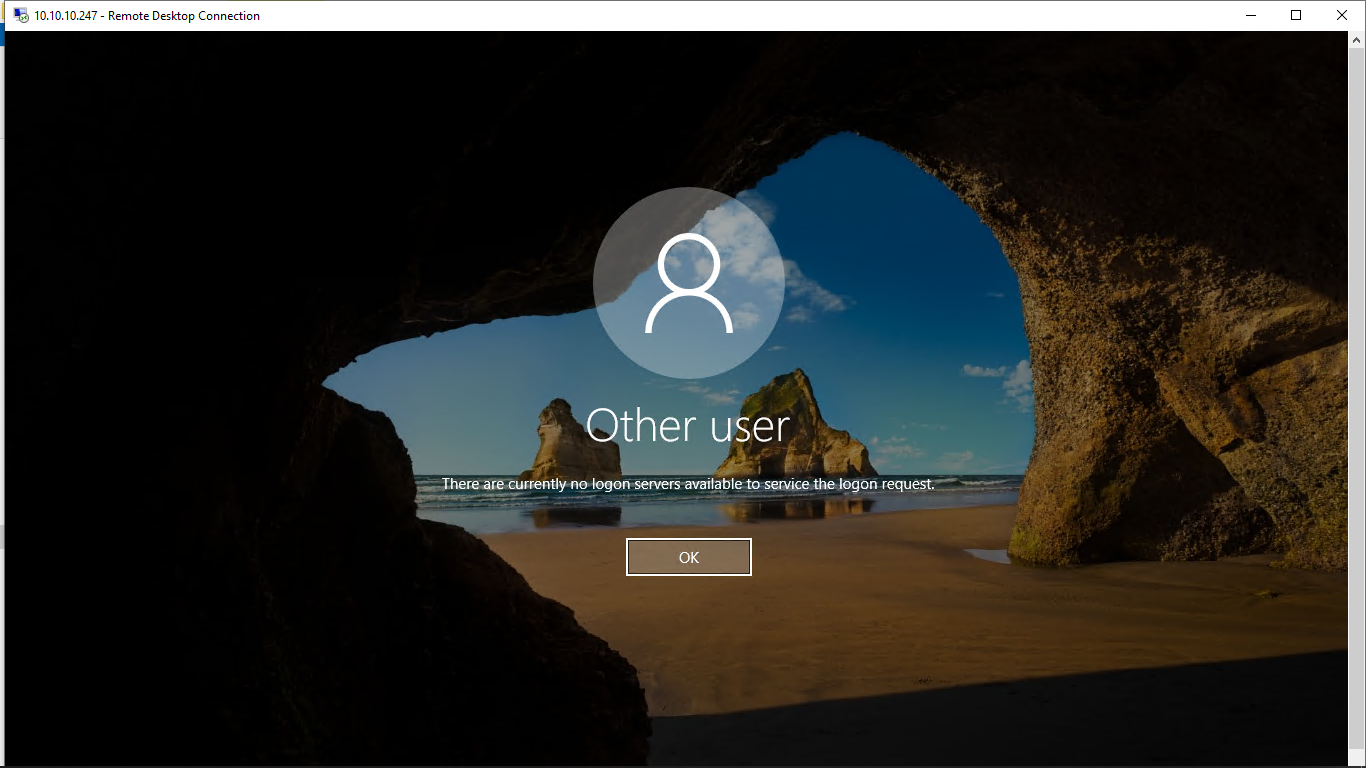 10.10.10.247 - Remote Desktop Connection
Other user
There are currently no logon servers available to service the logon request.
OK